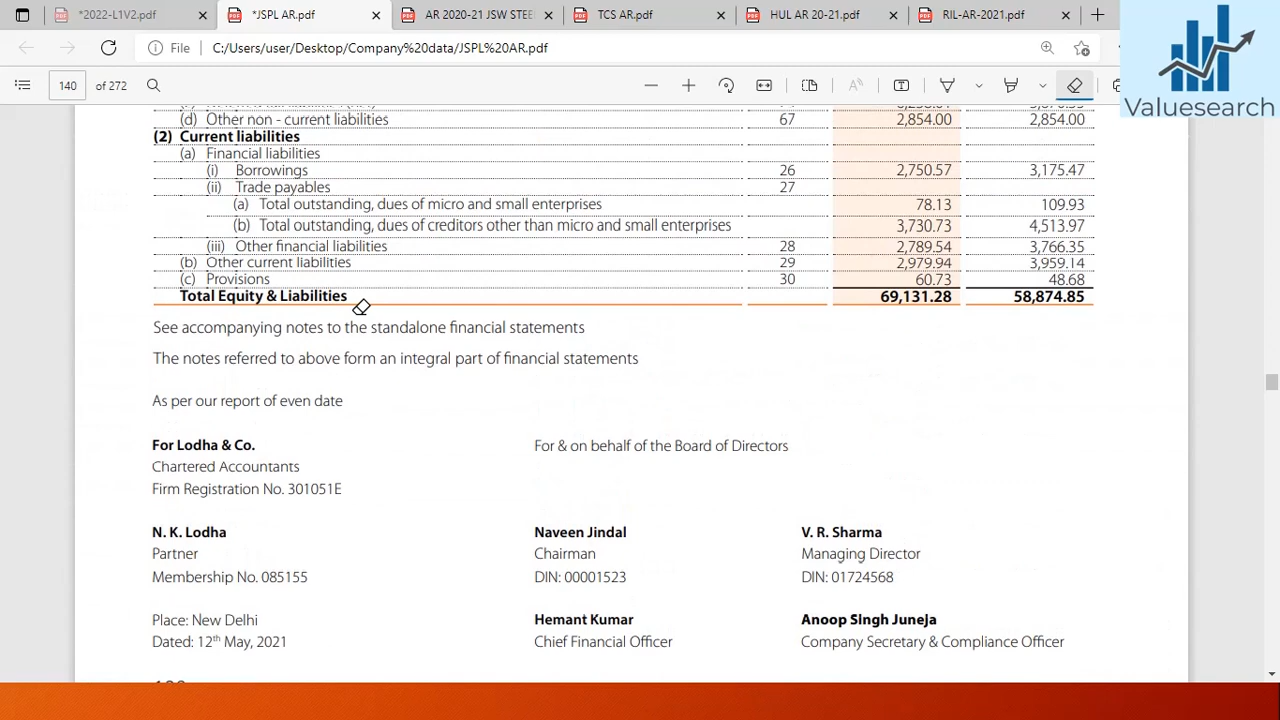 *2022-L1V2.pdf
*JSPL AR.pdf
AR 2020-21 JSW STEE
TCS AR.pdf
HUL AR 20-21.pdf
RIL-AR-2021.pdf
File C:/Users/user/Desktop/Company%20data/JSPL%20AR.pdf
140 of 272
Valuesearch
(d) Other non - current liabilities 67 2,854.00 2,854.00
(2) Current liabilities
(a) Financial liabilities
(i) Borrowings 26 2,750.57 3,175.47
(ii) Trade payables 27
(a) Total outstanding, dues of micro and small enterprises 78.13 109.93
(b) Total outstanding, dues of creditors other than micro and small enterprises 3,730.73 4,513.97
(iii) Other financial liabilities 28 2,789.54 3,766.35
(b) Other current liabilities 29 2,979.94 3,959.14
(c) Provisions 30 60.73 48.68
Total Equity & Liabilities 69,131.28 58,874.85
See accompanying notes to the standalone financial statements
The notes referred to above form an integral part of financial statements
As per our report of even date
For Lodha & Co. For & on behalf of the Board of Directors
Chartered Accountants
Firm Registration No. 301051E
N. K. Lodha Naveen Jindal V. R. Sharma
Partner Chairman Managing Director
Membership No. 085155 DIN: 00001523 DIN: 01724568
Place: New Delhi Hemant Kumar Anoop SIngh Juneja
Dated: 12th May, 2021 Chief Financial Officer Company Secretary & Compliance Officer